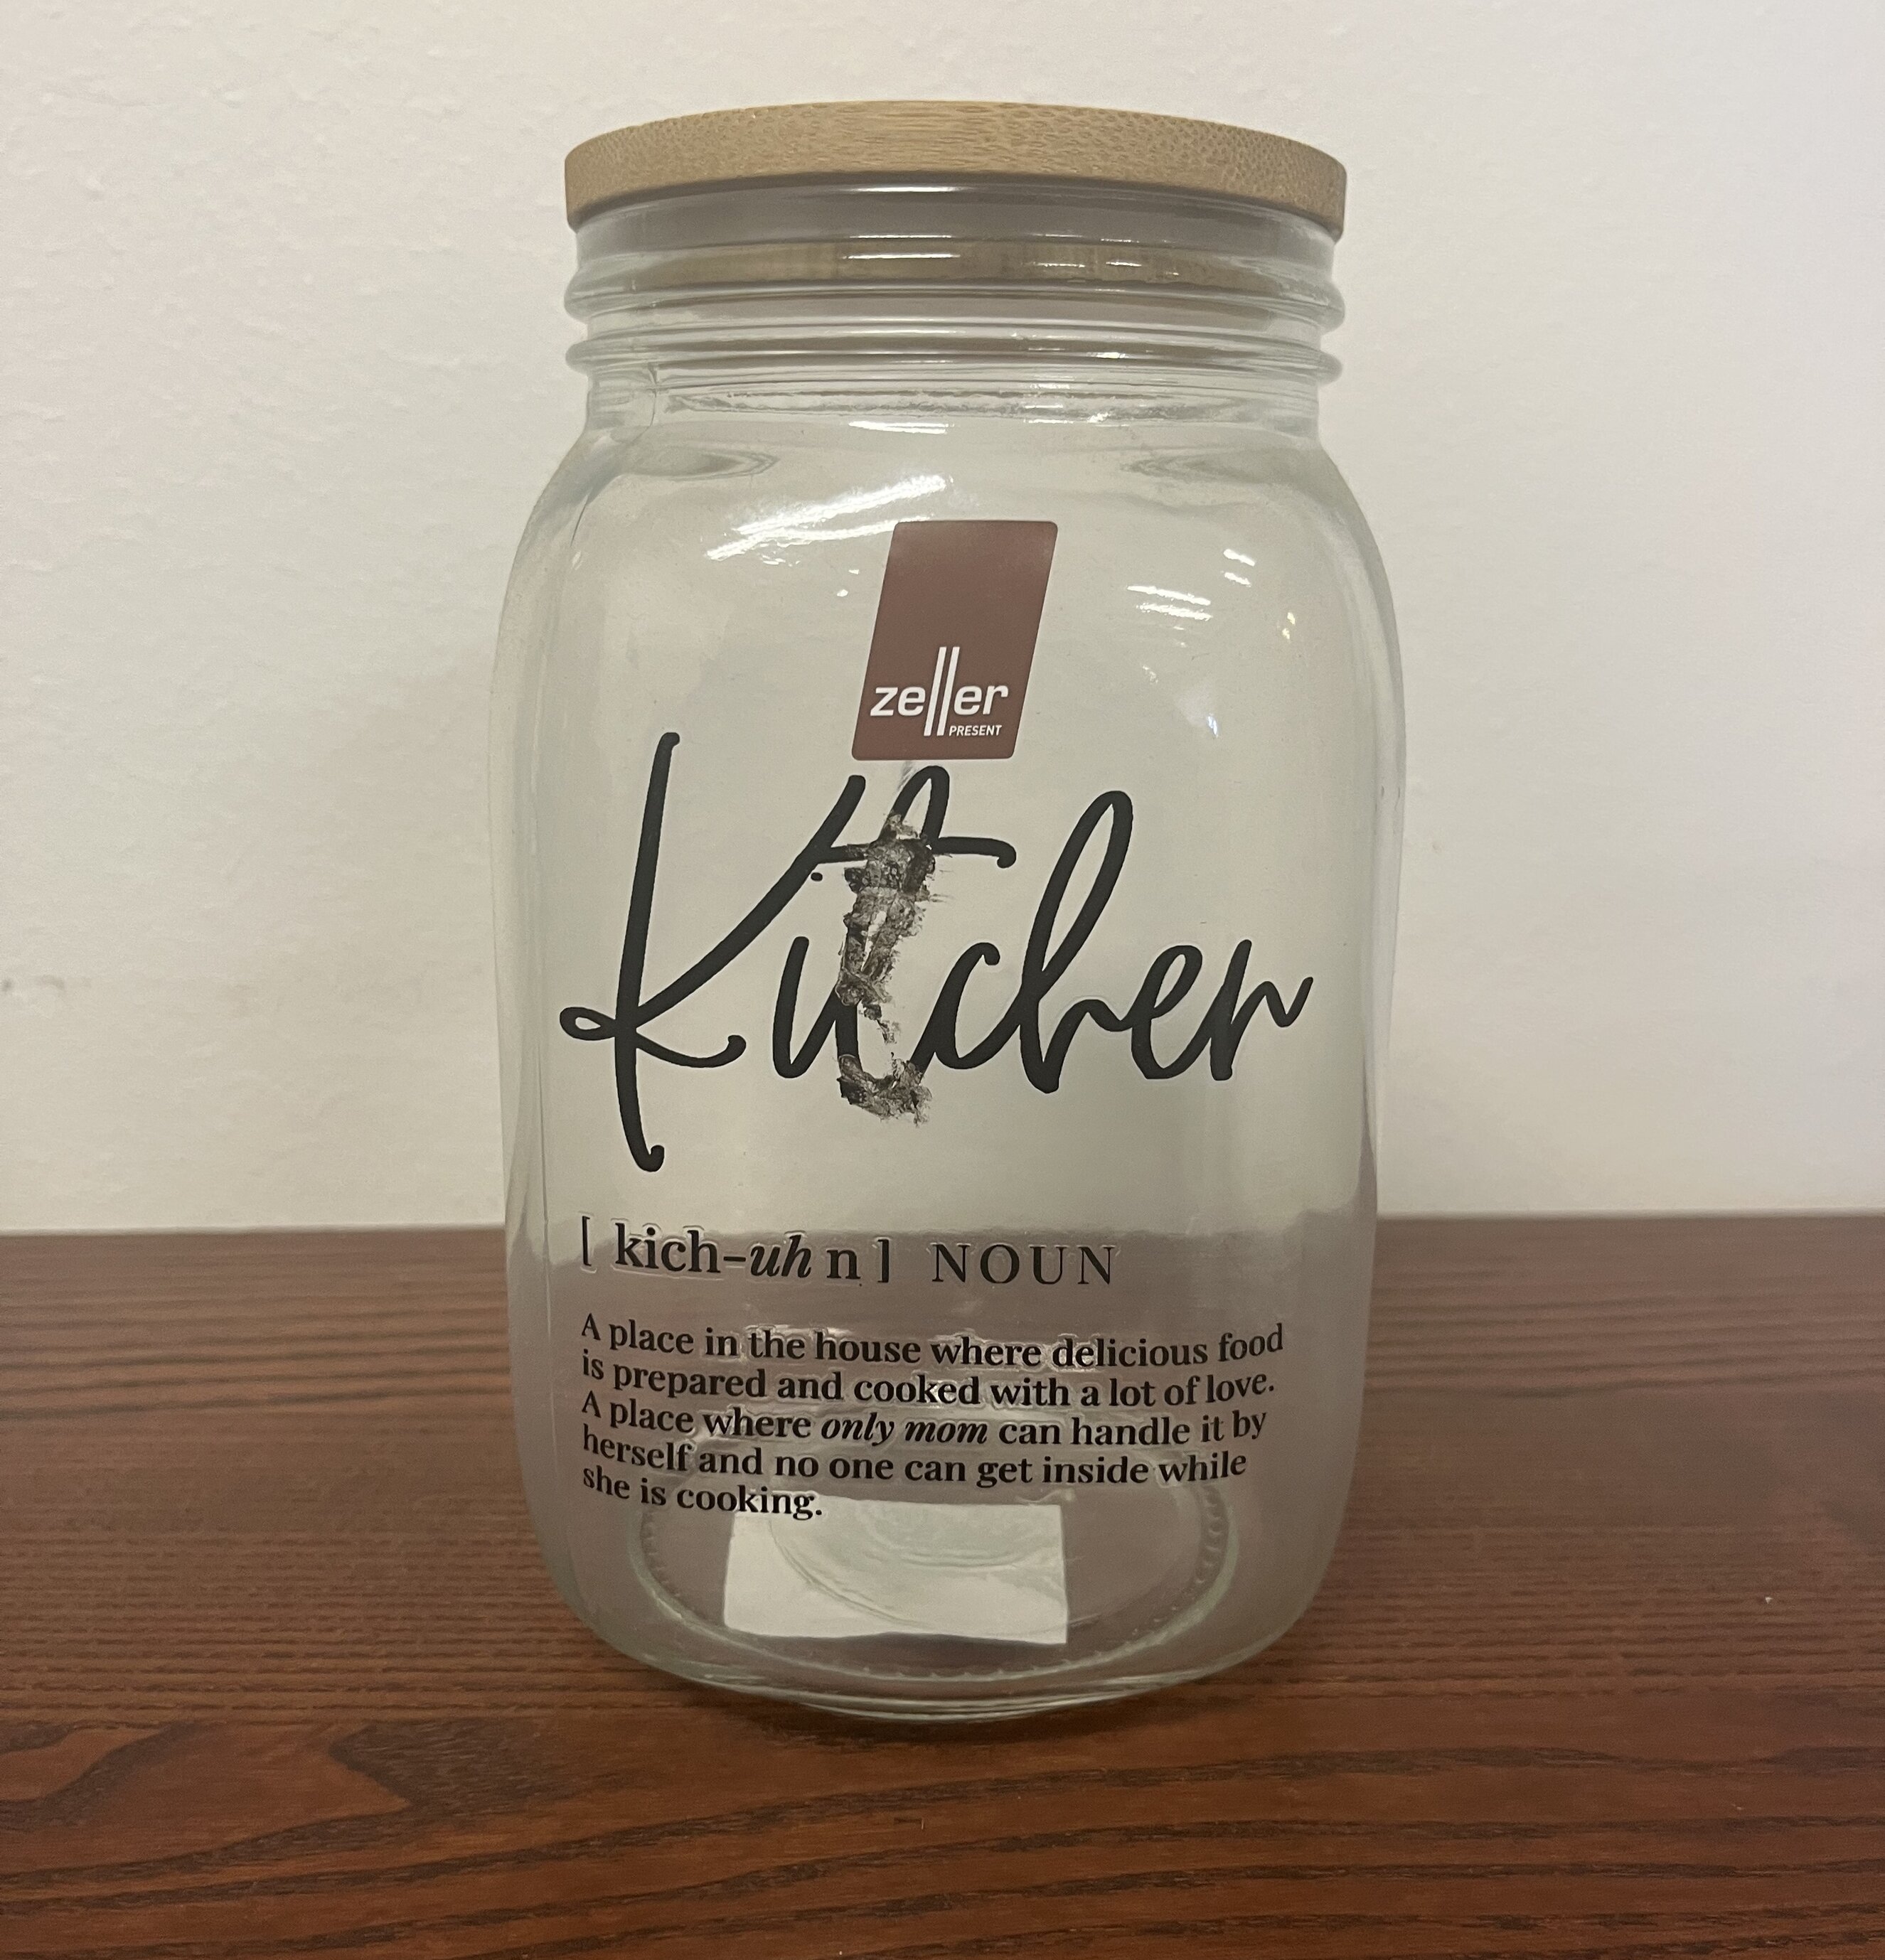 zeller
PRESENT
Kitchen
[ kich-uh n ] NOUN
A place in the house where delicious food
is prepared and cooked with a lot of love.
A place where only mom can handle it by
herself and no one can get inside while
she is cooking.